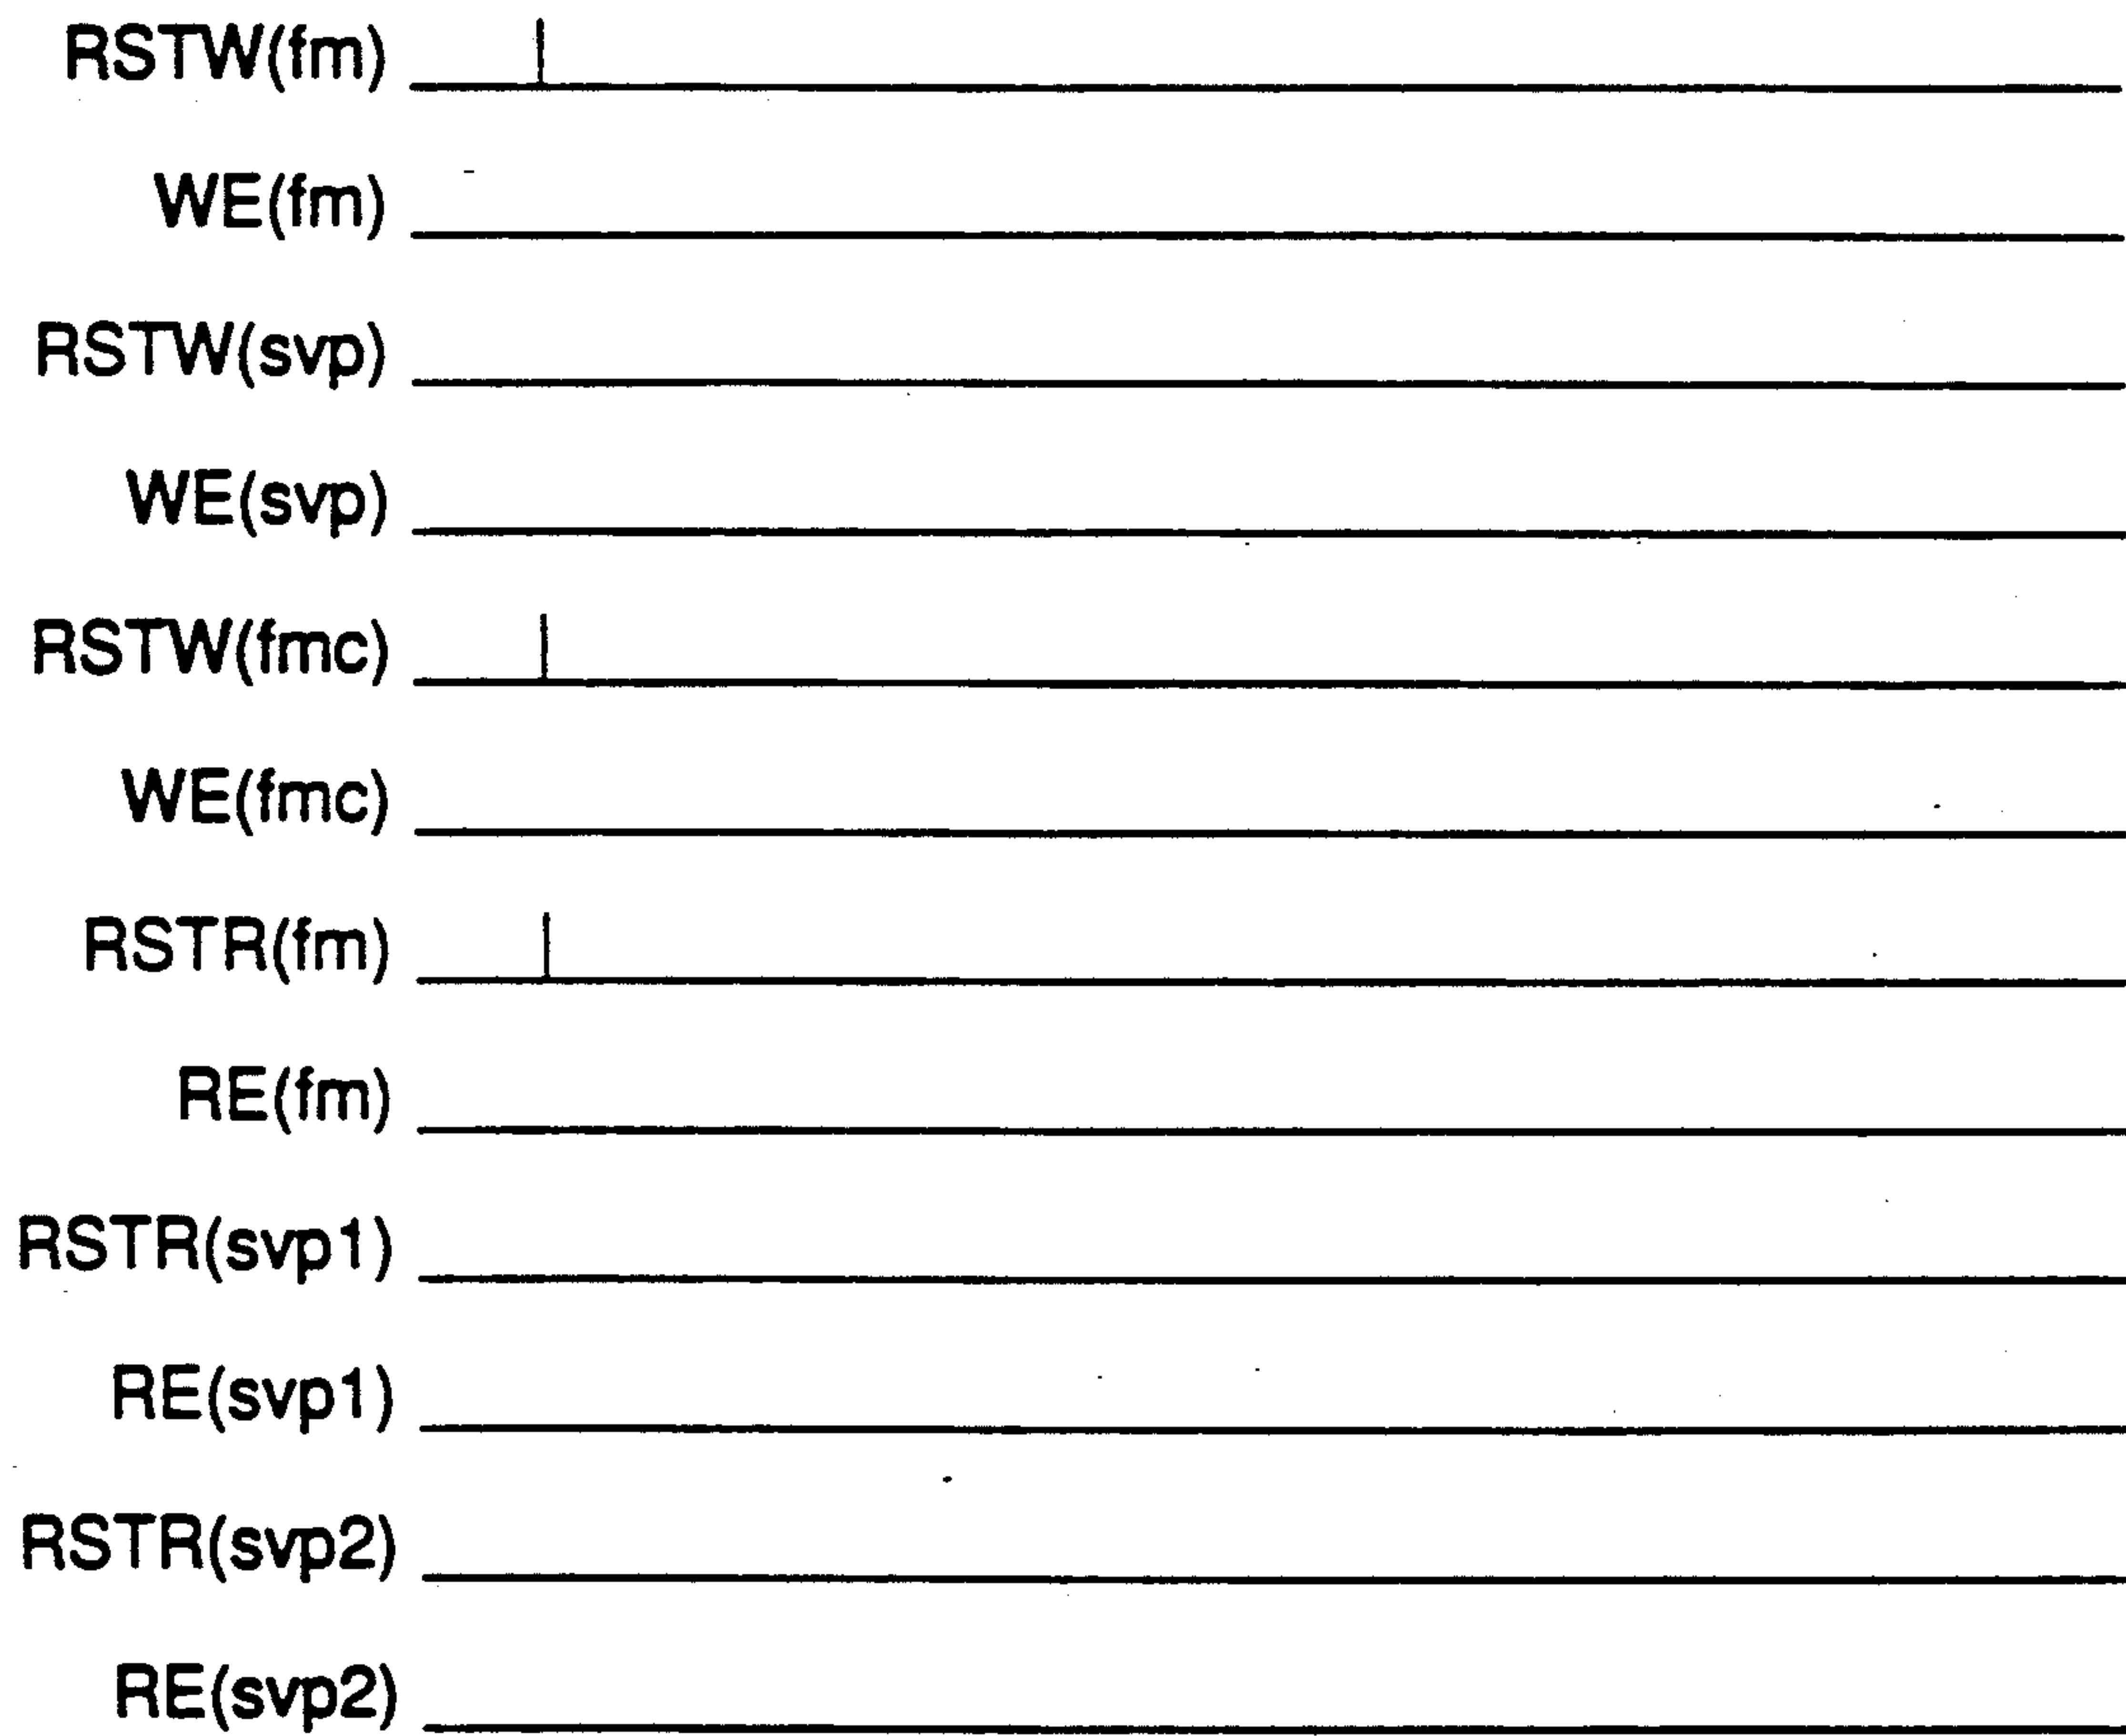 RSTW(fm)
WE(fm)
RSTW(svp)
WE(svp)
RSTW(fmc)
WE(fmc)
RSTR(fm)
RE(fm)
RSTR(svp1)
RE(svp1)
RSTR(svp2)
RE(svp2)